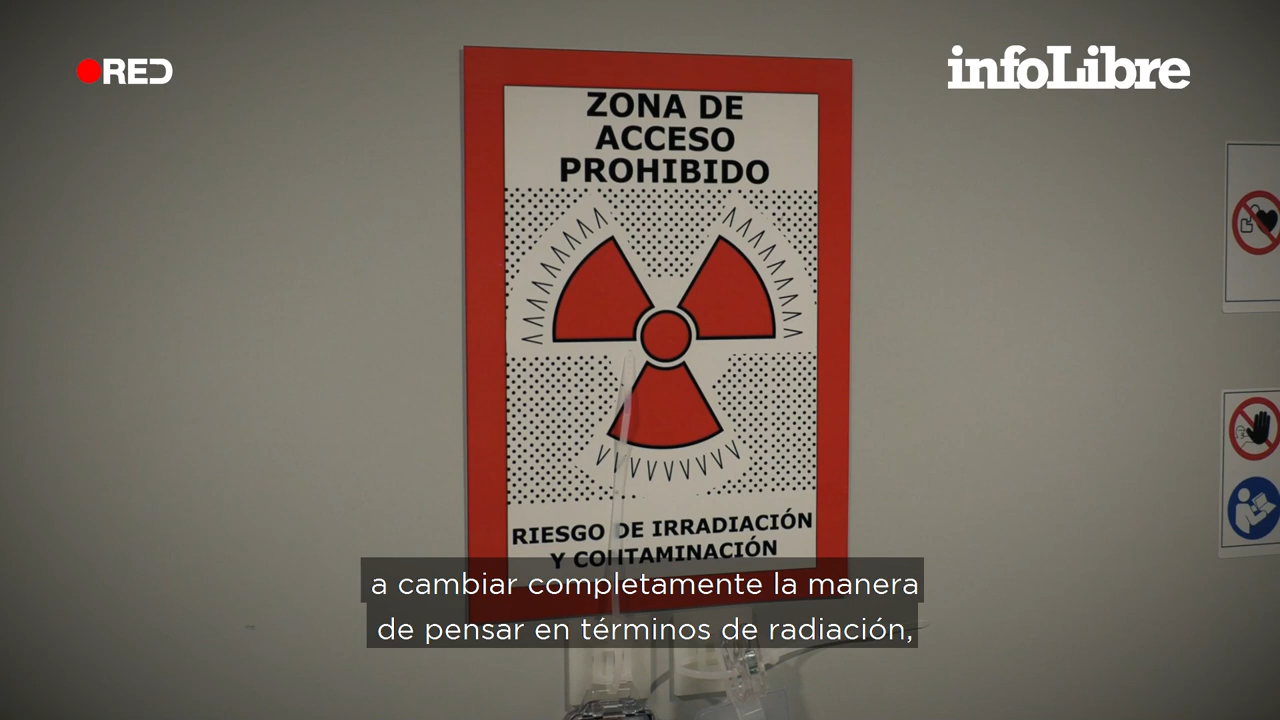 RED
infoLibre
ZONA DE
ACCESO
PROHIBIDO
RIESGO DE IRRADIACIÓN
Y CONTAMINACIÓN
a cambiar completamente la manera
de pensar en términos de radiación,